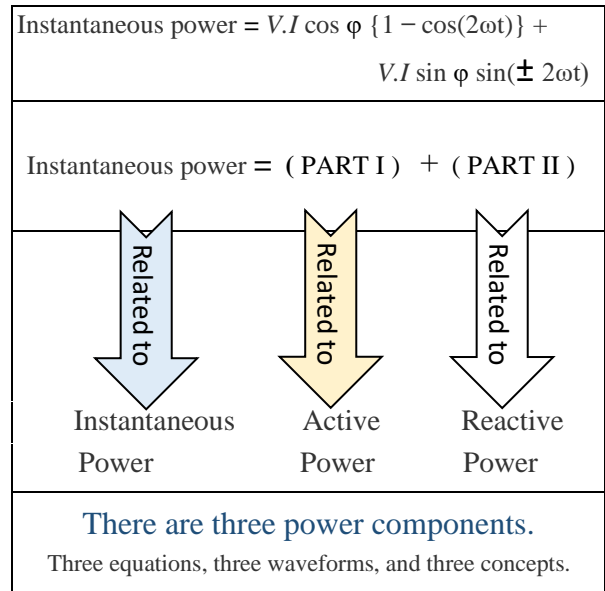 Instantaneous power = V.I cos φ {1 − cos(2ωt)} +
V.I sin φ sin(± 2ωt)
Instantaneous power = ( PART I ) + ( PART II )
Related to
Related to
Related to
Instantaneous Power
Active Power
Reactive Power
There are three power components.
Three equations, three waveforms, and three concepts.